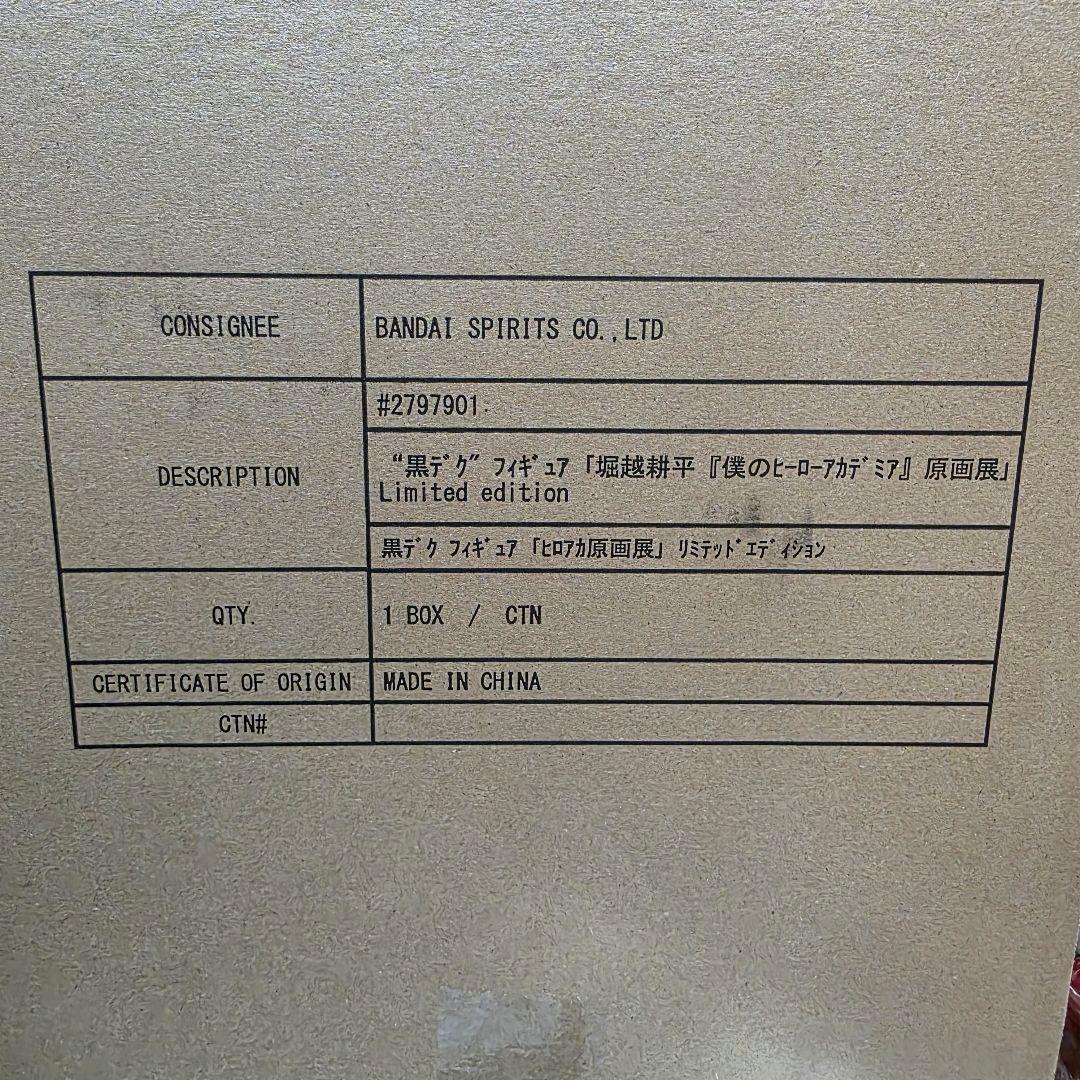 CONSIGNEE
BANDAI SPIRITS CO.,LTD
DESCRIPTION
#2797901
“黒ﾃﾞｸ” ﾌｨｷﾞｭｱ ｢堀越耕平『僕のﾋｰﾛｰｱｶﾃﾞﾐｱ』原画展｣
Limited edition
黒ﾃﾞｸ ﾌｨｷﾞｭｱ ｢ﾋﾛｱｶ原画展｣ ﾘﾐﾃｯﾄﾞｴﾃﾞｨｼｮﾝ
QTY.
1 BOX / CTN
CERTIFICATE OF ORIGIN
MADE IN CHINA
CTN#